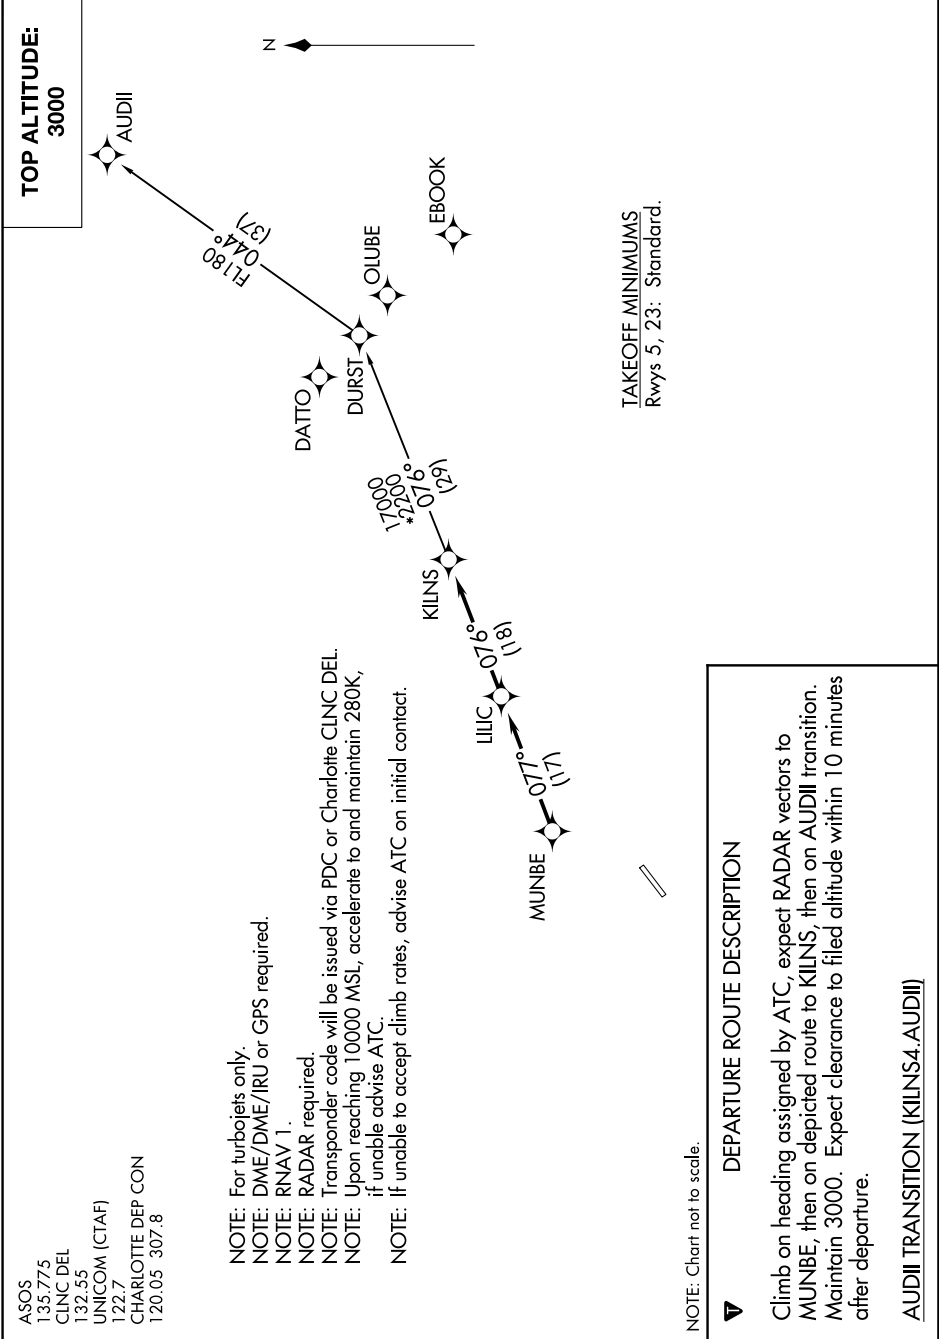 ASOS
135.775
CLNC DEL
132.55
UNICOM (CTAF)
122.7
CHARLOTTE DEP CON
120.05 307.8
TOP ALTITUDE:
3000
N
AUDII
FL180
044°
(37)
EBOOK
OLUBE
DURST
DATTO
17000
*2200
076°
(29)
KILNS
076°
(18)
LILIC
077°
(17)
MUNBE
NOTE: For turbojets only.
NOTE: DME/DME/IRU or GPS required.
NOTE: RNAV 1.
NOTE: RADAR required.
NOTE: Transponder code will be issued via PDC or Charlotte CLNC DEL.
NOTE: Upon reaching 10000 MSL, accelerate to and maintain 280K,
if unable advise ATC.
NOTE: If unable to accept climb rates, advise ATC on initial contact.
TAKEOFF MINIMUMS
Rwys 5, 23: Standard.
NOTE: Chart not to scale.
T
DEPARTURE ROUTE DESCRIPTION
Climb on heading assigned by ATC, expect RADAR vectors to
MUNBE, then on depicted route to KILNS, then on AUDII transition.
Maintain 3000. Expect clearance to filed altitude within 10 minutes
after departure.
AUDII TRANSITION (KILNS4.AUDII)